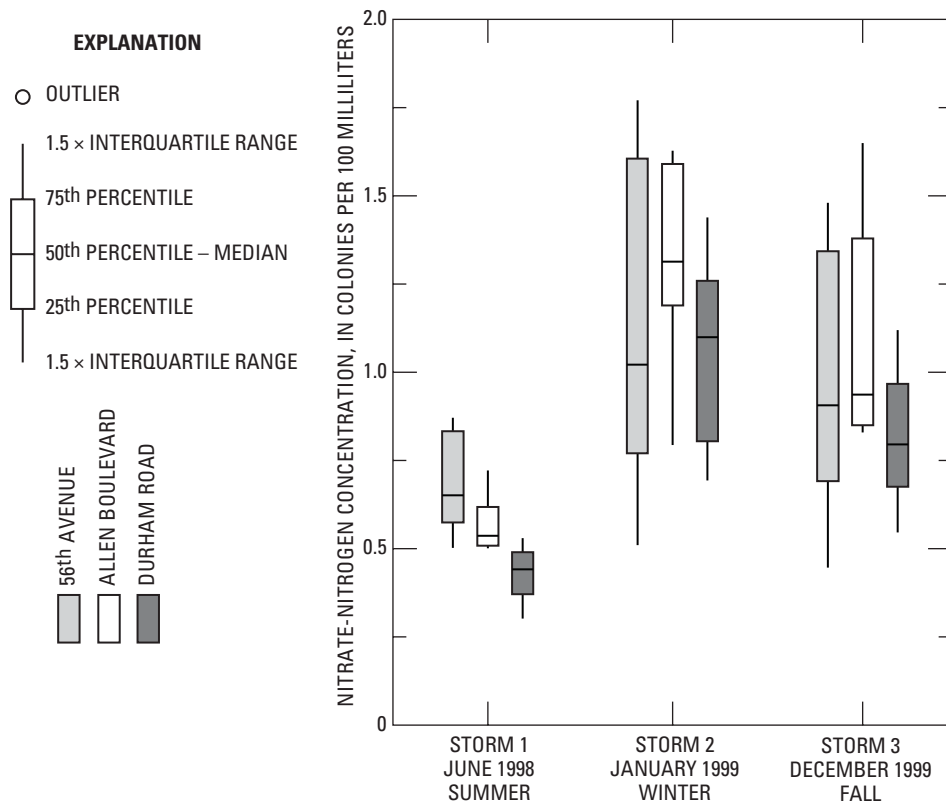 EXPLANATION
OUTLIER
1.5 × INTERQUARTILE RANGE
75th PERCENTILE
50th PERCENTILE – MEDIAN
25th PERCENTILE
1.5 × INTERQUARTILE RANGE
56th AVENUE
ALLEN BOULEVARD
DURHAM ROAD
NITRATE-NITROGEN CONCENTRATION, IN COLONIES PER 100 MILLILITERS
2.0
1.5
1.0
0.5
0
STORM 1
JUNE 1998
SUMMER
STORM 2
JANUARY 1999
WINTER
STORM 3
DECEMBER 1999
FALL